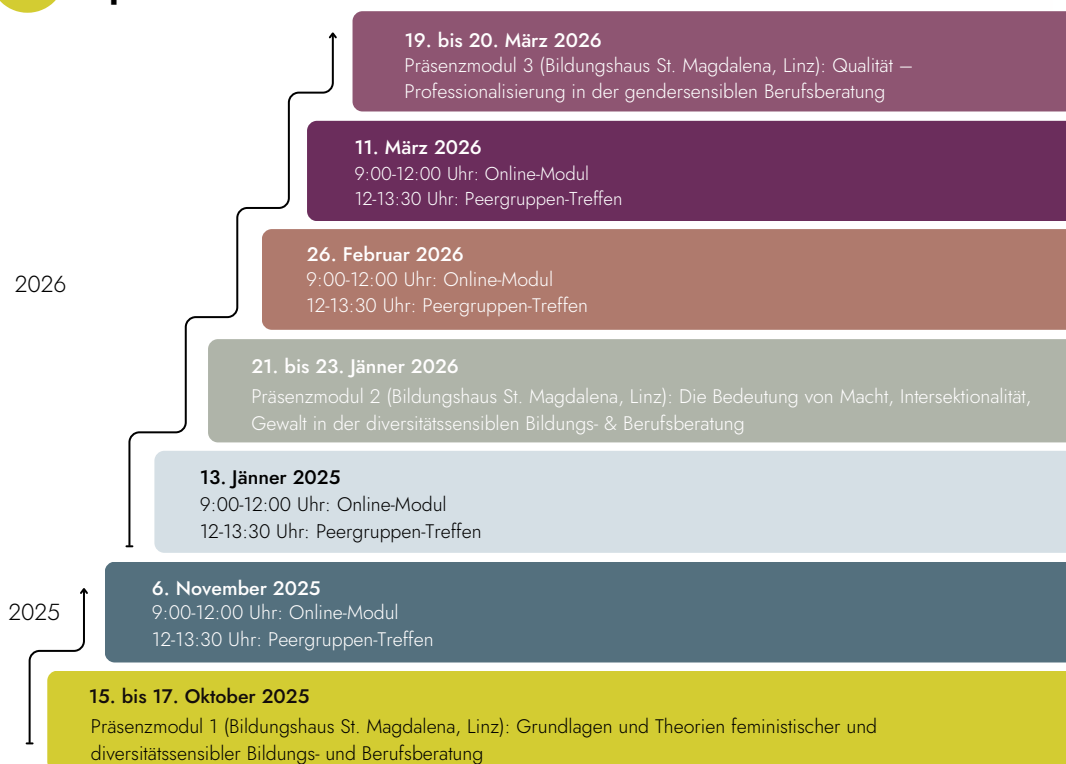 19. bis 20. März 2026
Präsenzmodul 3 (Bildungshaus St. Magdalena, Linz): Qualität –
Professionalisierung in der gendersensiblen Berufsberatung
11. März 2026
9:00-12:00 Uhr: Online-Modul
12-13:30 Uhr: Peergruppen-Treffen
26. Februar 2026
9:00-12:00 Uhr: Online-Modul
12-13:30 Uhr: Peergruppen-Treffen
2026
21. bis 23. Jänner 2026
Präsenzmodul 2 (Bildungshaus St. Magdalena, Linz): Die Bedeutung von Macht, Intersektionalität,
Gewalt in der diversitätssensiblen Bildungs- & Berufsberatung
13. Jänner 2025
9:00-12:00 Uhr: Online-Modul
12-13:30 Uhr: Peergruppen-Treffen
6. November 2025
9:00-12:00 Uhr: Online-Modul
12-13:30 Uhr: Peergruppen-Treffen
2025
15. bis 17. Oktober 2025
Präsenzmodul 1 (Bildungshaus St. Magdalena, Linz): Grundlagen und Theorien feministischer und
diversitätssensibler Bildungs- und Berufsberatung